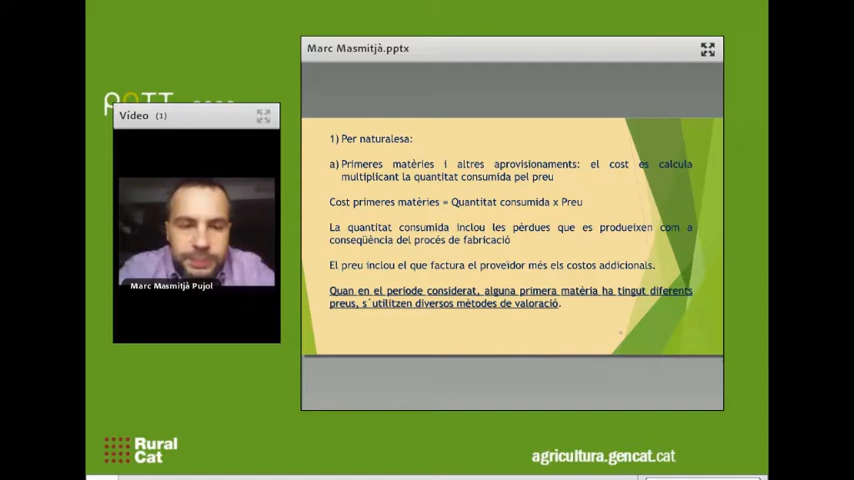 Marc Masmitjà.pptx
Vídeo (1)
1) Per naturalesa:
a) Primeres matèries i altres aprovisionaments: el cost es calcula
multiplicant la quantitat consumida pel preu
Cost primeres matèries = Quantitat consumida x Preu
La quantitat consumida inclou les pèrdues que es produeixen com a
conseqüència del procés de fabricació
El preu inclou el que factura el proveïdor més els costos addicionals.
Quan en el periode considerat, alguna primera matèria ha tingut diferents
preus, s´utilitzen diversos mètodes de valoració.
Marc Masmitjà Pujol
Rural
Cat
agricultura.gencat.cat